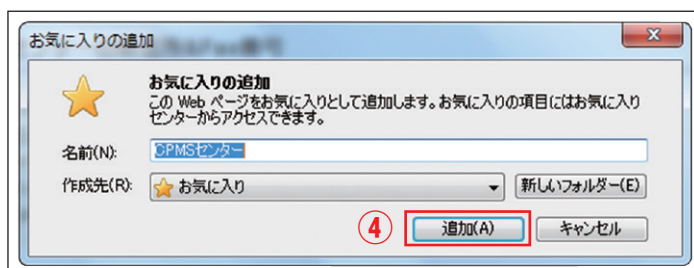 お気に入りの追加
お気に入りの追加
この Web ページをお気に入りとして追加します。お気に入りの項目にはお気に入り
センターからアクセスできます。
名前(N):
CPMSセンター
作成先(R):
お気に入り
新しいフォルダー(E)
④
追加(A)
キャンセル